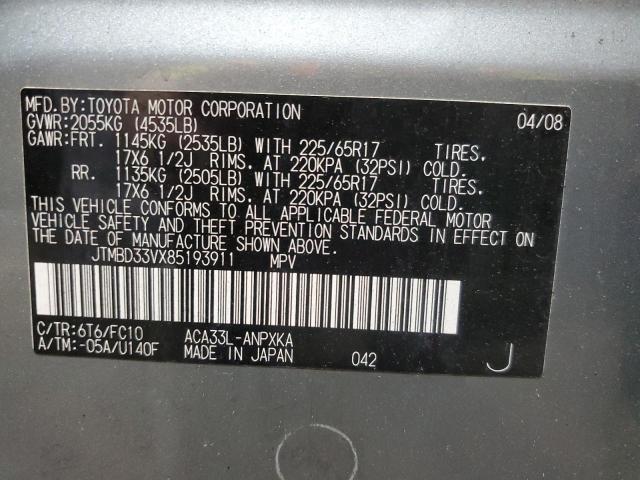 MFD.BY:TOYOTA MOTOR CORPORATION 04/08
GVWR:2055KG (4535LB)
GAWR:FRT. 1145KG (2535LB) WITH 225/65R17 TIRES,
17X6 1/2J RIMS. AT 220KPA (32PSI) COLD.
RR. 1135KG (2505LB) WITH 225/65R17 TIRES,
17X6 1/2J RIMS. AT 220KPA (32PSI) COLD.
THIS VEHICLE CONFORMS TO ALL APPLICABLE FEDERAL MOTOR
VEHICLE SAFETY AND THEFT PREVENTION STANDARDS IN EFFECT ON
THE DATE OF MANUFACTURE SHOWN ABOVE.
JTMBD33VX85193911 MPV
C/TR:6T6/FC10 ACA33L-ANPXKA
A/TM:-05A/U140F MADE IN JAPAN 042 J